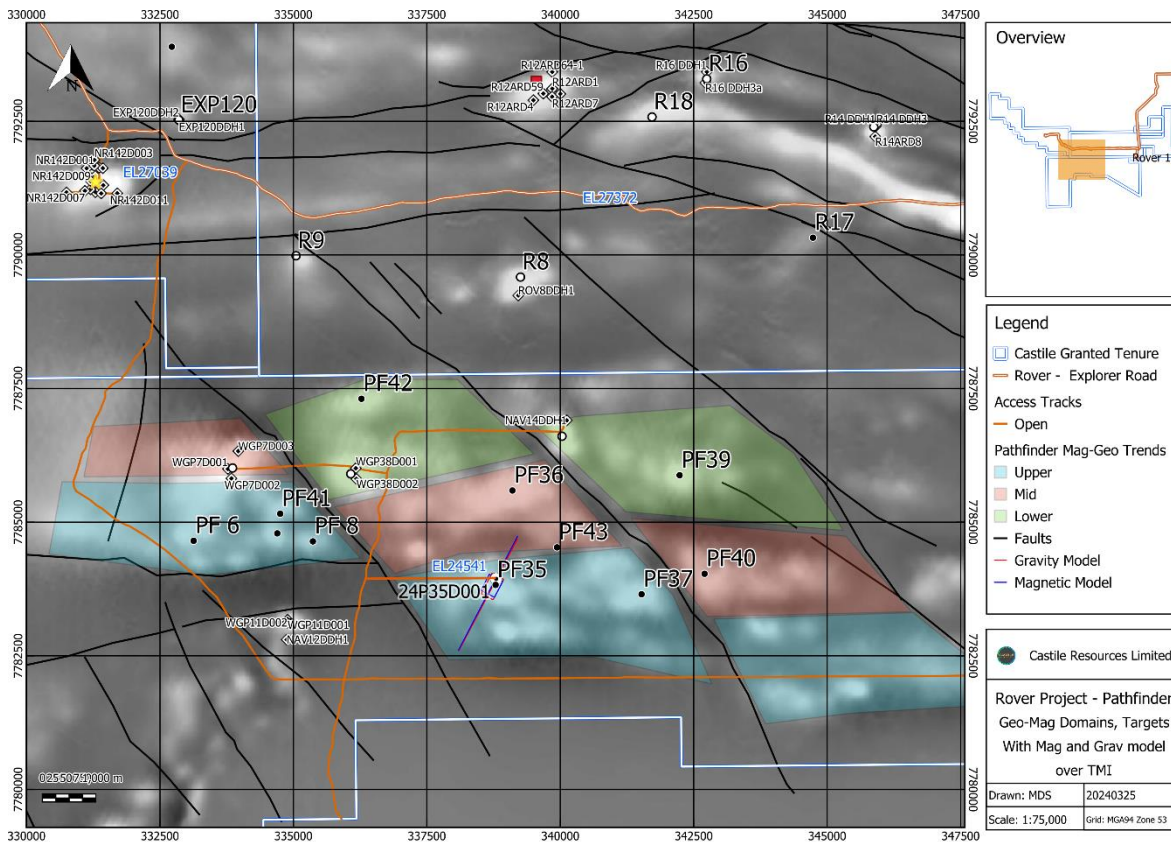 330000 332500 335000 337500 340000 342500 345000 347500
7792500
7790000
7787500
7785000
7782500
7780000
N
EXP120
EXP120DDH2
EXP120DDH1
R12ARD64-1
R12ARD59
R12ARD1
R12ARD4
R12ARD7
R16
R16 DDH1
R16 DDH3a
R18
R14 DDH1
R14 DDH3
R14ARD8
NR142D003
NR142D001
NR142D009
NR142D007
NR142D011
EL27039
EL27372
R17
R9
R8
ROV8DDH1
PF42
NAV14DDH1
WGP7D003
WGP7D001
WGP7D002
WGP38D001
WGP38D002
PF39
PF36
PF41
PF 6
PF 8
PF43
EL24541
PF35
24P35D001
PF40
PF37
WGP11D002
WGP11D001
NAV12DDH1
7792500
7790000
7787500
7785000
7782500
7780000
330000 332500 335000 337500 340000 342500 345000 347500
Overview
Rover 1
Legend
Castile Granted Tenure
Rover - Explorer Road
Access Tracks
Open
Pathfinder Mag-Geo Trends
Upper
Mid
Lower
Faults
Gravity Model
Magnetic Model
Castile Resources Limited
Rover Project - Pathfinder
Geo-Mag Domains, Targets
With Mag and Grav model
over TMI
Drawn: MDS 20240325
Scale: 1:75,000 Grid: MGA94 Zone 53